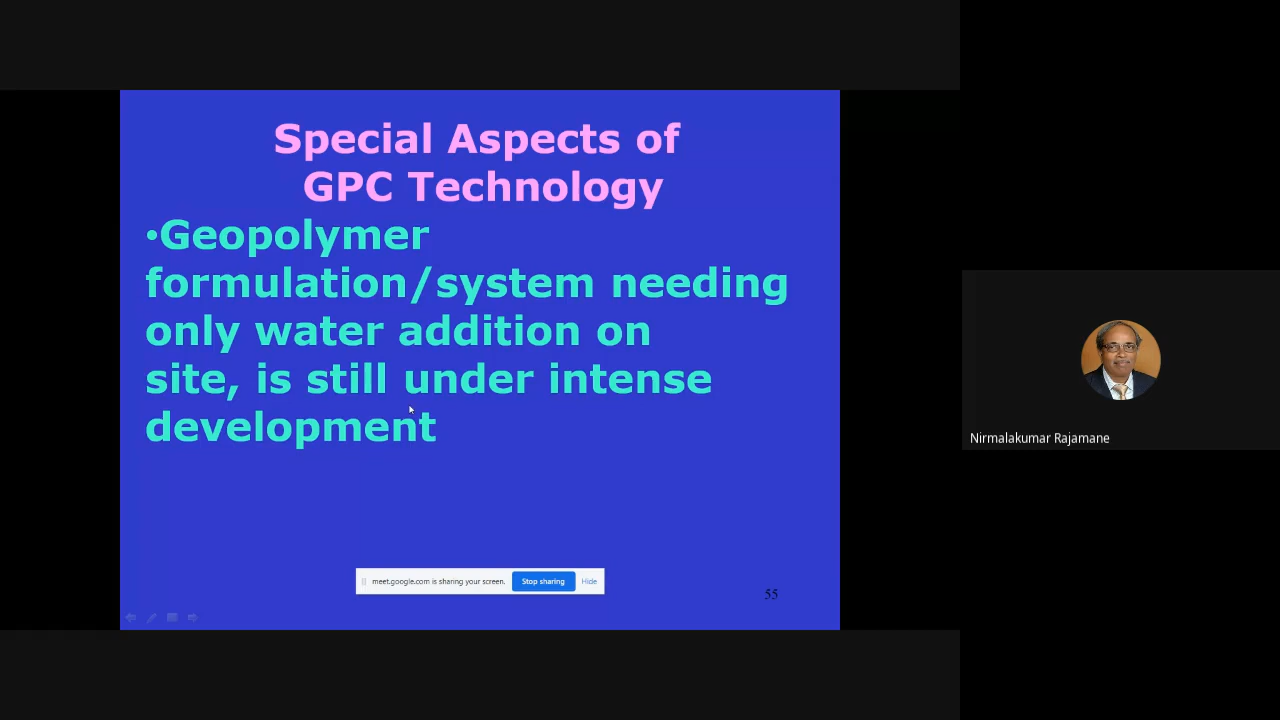 Special Aspects of
GPC Technology
•Geopolymer
formulation/system needing
only water addition on
site, is still under intense
development
meet.google.com is sharing your screen. Stop sharing Hide
55
Nirmalakumar Rajamane